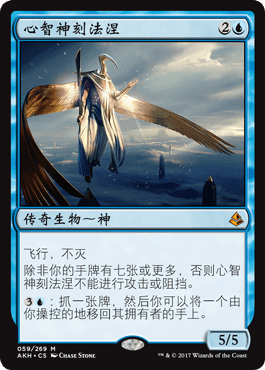 心智神刻法涅 2
传奇生物～神
飞行，不灭
除非你的手牌有七张或更多，否则心智
神刻法涅不能进行攻击或阻挡。
3 ：抓一张牌，然后你可以将一个由
你操控的地移回其拥有者的手上。
5/5
059/269 M
AKH • CS CHASE STONE
™ & © 2017 Wizards of the Coast